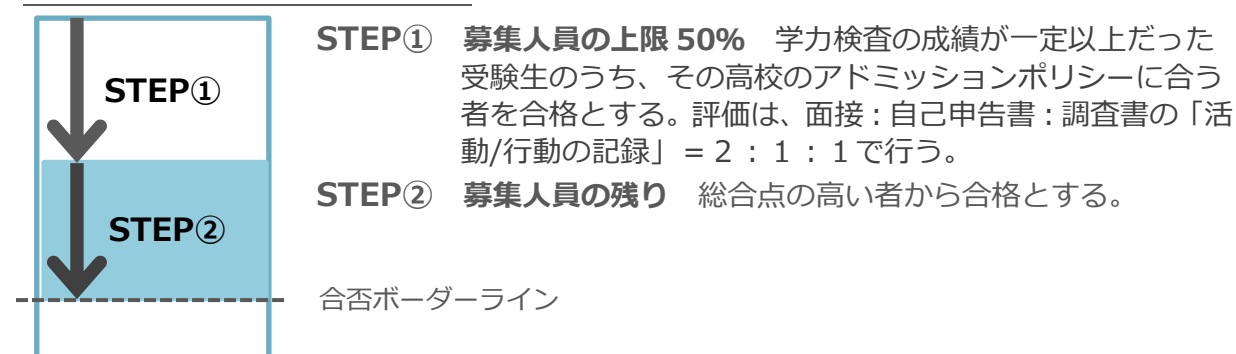 STEP①
STEP②
STEP① 募集人員の上限 50% 学力検査の成績が一定以上だった
受験生のうち、その高校のアドミッションポリシーに合う
者を合格とする。評価は、面接：自己申告書：調査書の「活
動/行動の記録」＝２：１：１で行う。
STEP② 募集人員の残り 総合点の高い者から合格とする。
合否ボーダーライン